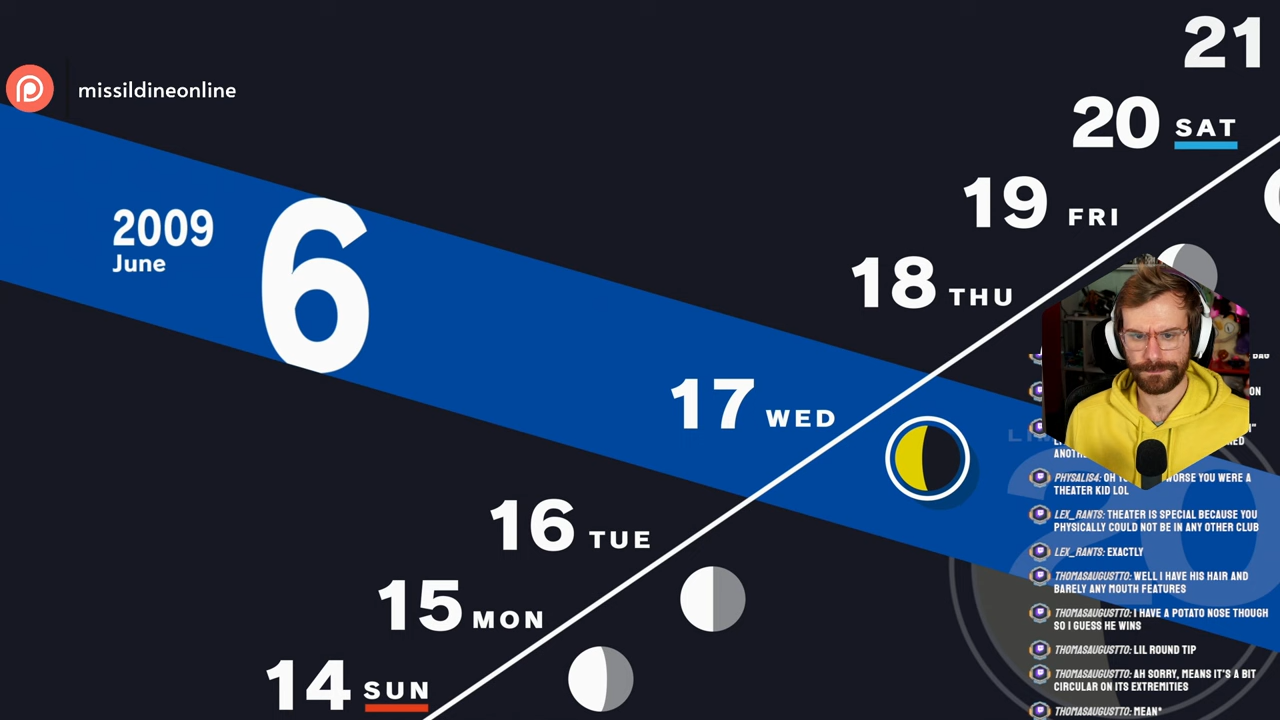 21
20 SAT
missildineonline
19 FRI
2009
June
6
18 THU
17 WED
PHYSALIS4: OH
WORSE YOU WERE A
THEATER KID LOL
LEX_RANTS: THEATER IS SPECIAL BECAUSE YOU
PHYSICALLY COULD NOT BE IN ANY OTHER CLUB
LEX_RANTS: EXACTLY
16 TUE
THOMASAUGUSTTO: WELL I HAVE HIS HAIR AND
BARELY ANY MOUTH FEATURES
15 MON
THOMASAUGUSTTO: I HAVE A POTATO NOSE THOUGH
SO I GUESS HE WINS
THOMASAUGUSTTO: LIL ROUND TIP
14 SUN
THOMASAUGUSTTO: AH SORRY, MEANS IT'S A BIT
CIRCULAR ON ITS EXTREMITIES
THOMASAUGUSTTO: MEAN*